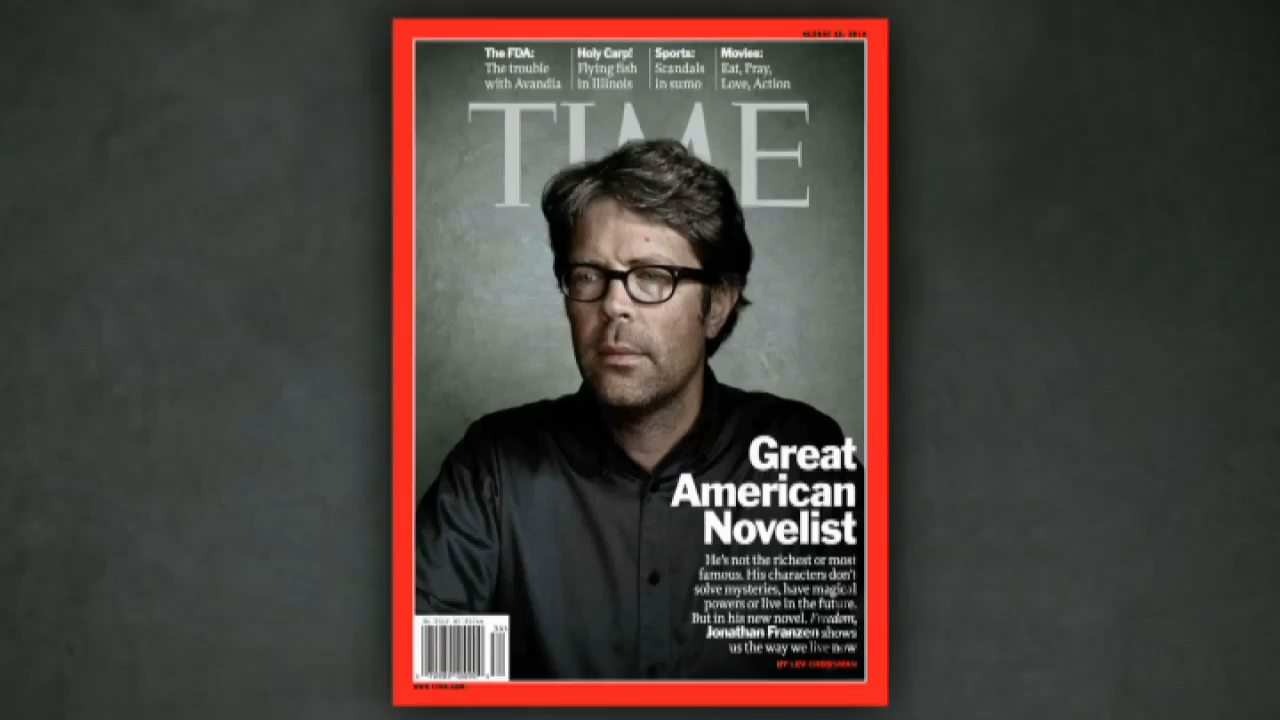 The FDA:
The trouble
with Avandia
Holy Carp!
Flying fish
in Illinois
Sports:
Scandals
in sumo
Movies:
Eat, Pray,
Love, Action
TIME
Great
American
Novelist
He's not the richest or most
famous. His characters don't
solve mysteries, have magical
powers or live in the future.
But in his new novel, Freedom,
Jonathan Franzen shows
us the way we live now
BY LEV GROSSMAN
WWW.TIME.COM